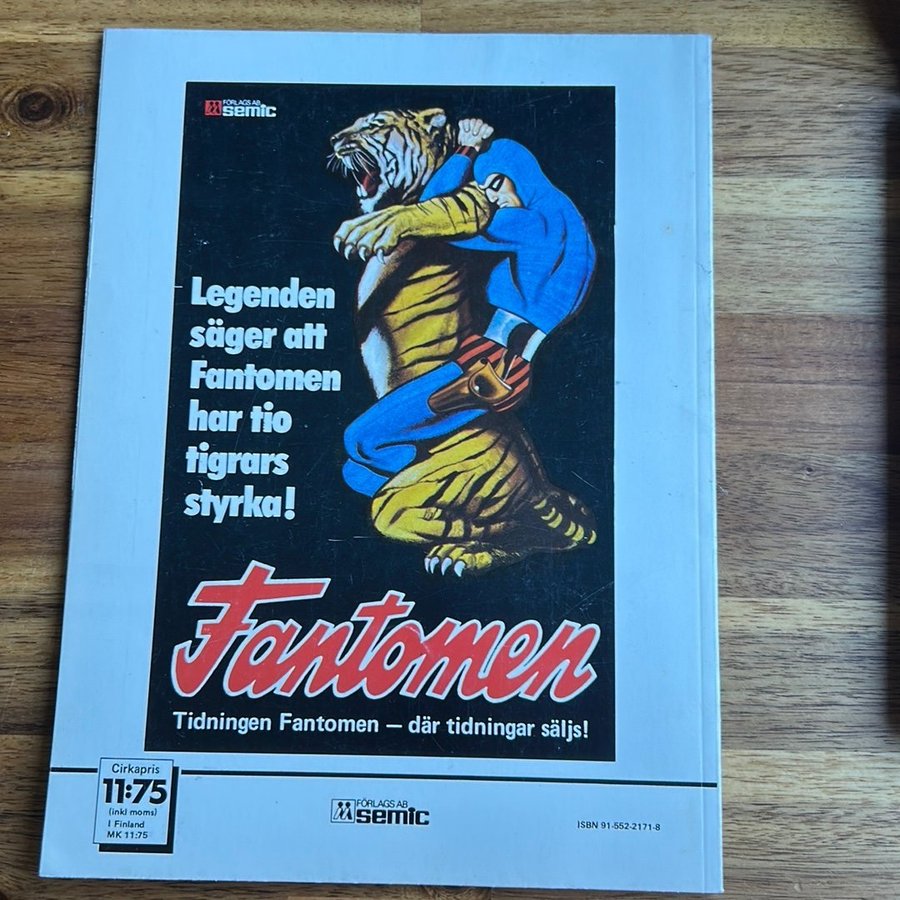 FÖRLAGS AB
semic
Legenden
säger att
Fantomen
har tio
tigrars
styrka!
Fantomen
Tidningen Fantomen – där tidningar säljs!
Cirkapris
11:75
(inkl moms)
I Finland
MK 11:75
FÖRLAGS AB
semic
ISBN 91-552-2171-8